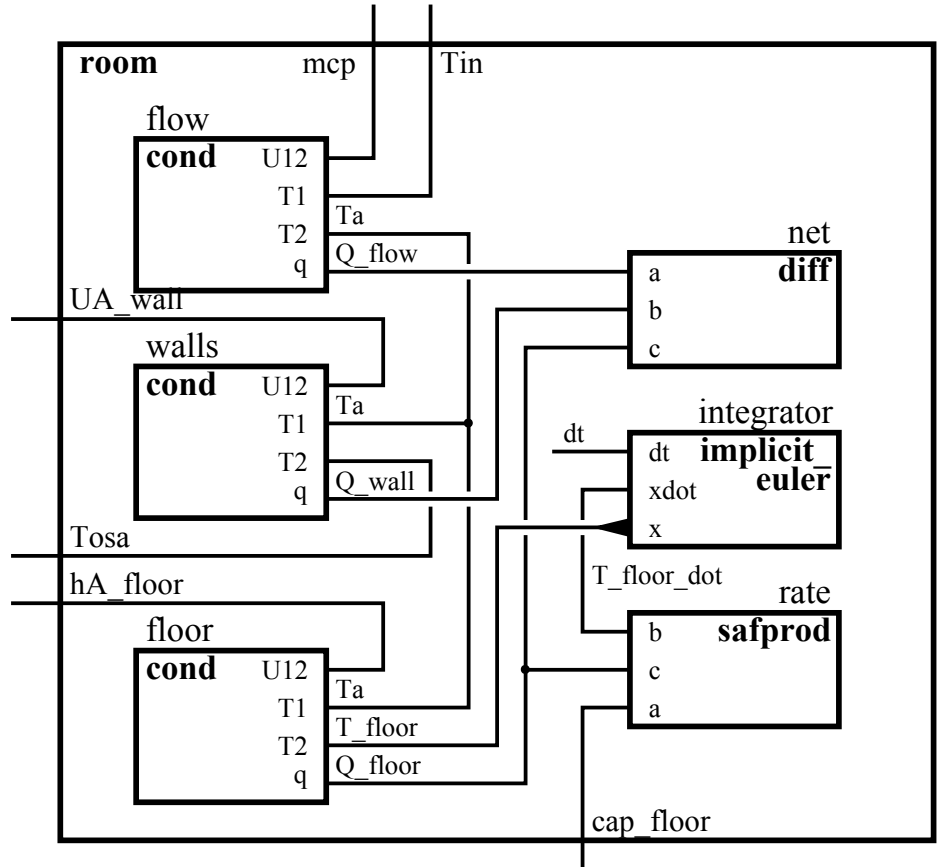 room
mcp
Tin
flow
cond
U12
T1
T2
q
Ta
Q_flow
UA_wall
walls
cond
U12
T1
T2
q
Ta
Q_wall
Tosa
hA_floor
floor
cond
U12
T1
T2
q
Ta
T_floor
Q_floor
net
diff
a
b
c
integrator
implicit_
euler
dt
dt
xdot
x
T_floor_dot
rate
safprod
b
c
a
cap_floor